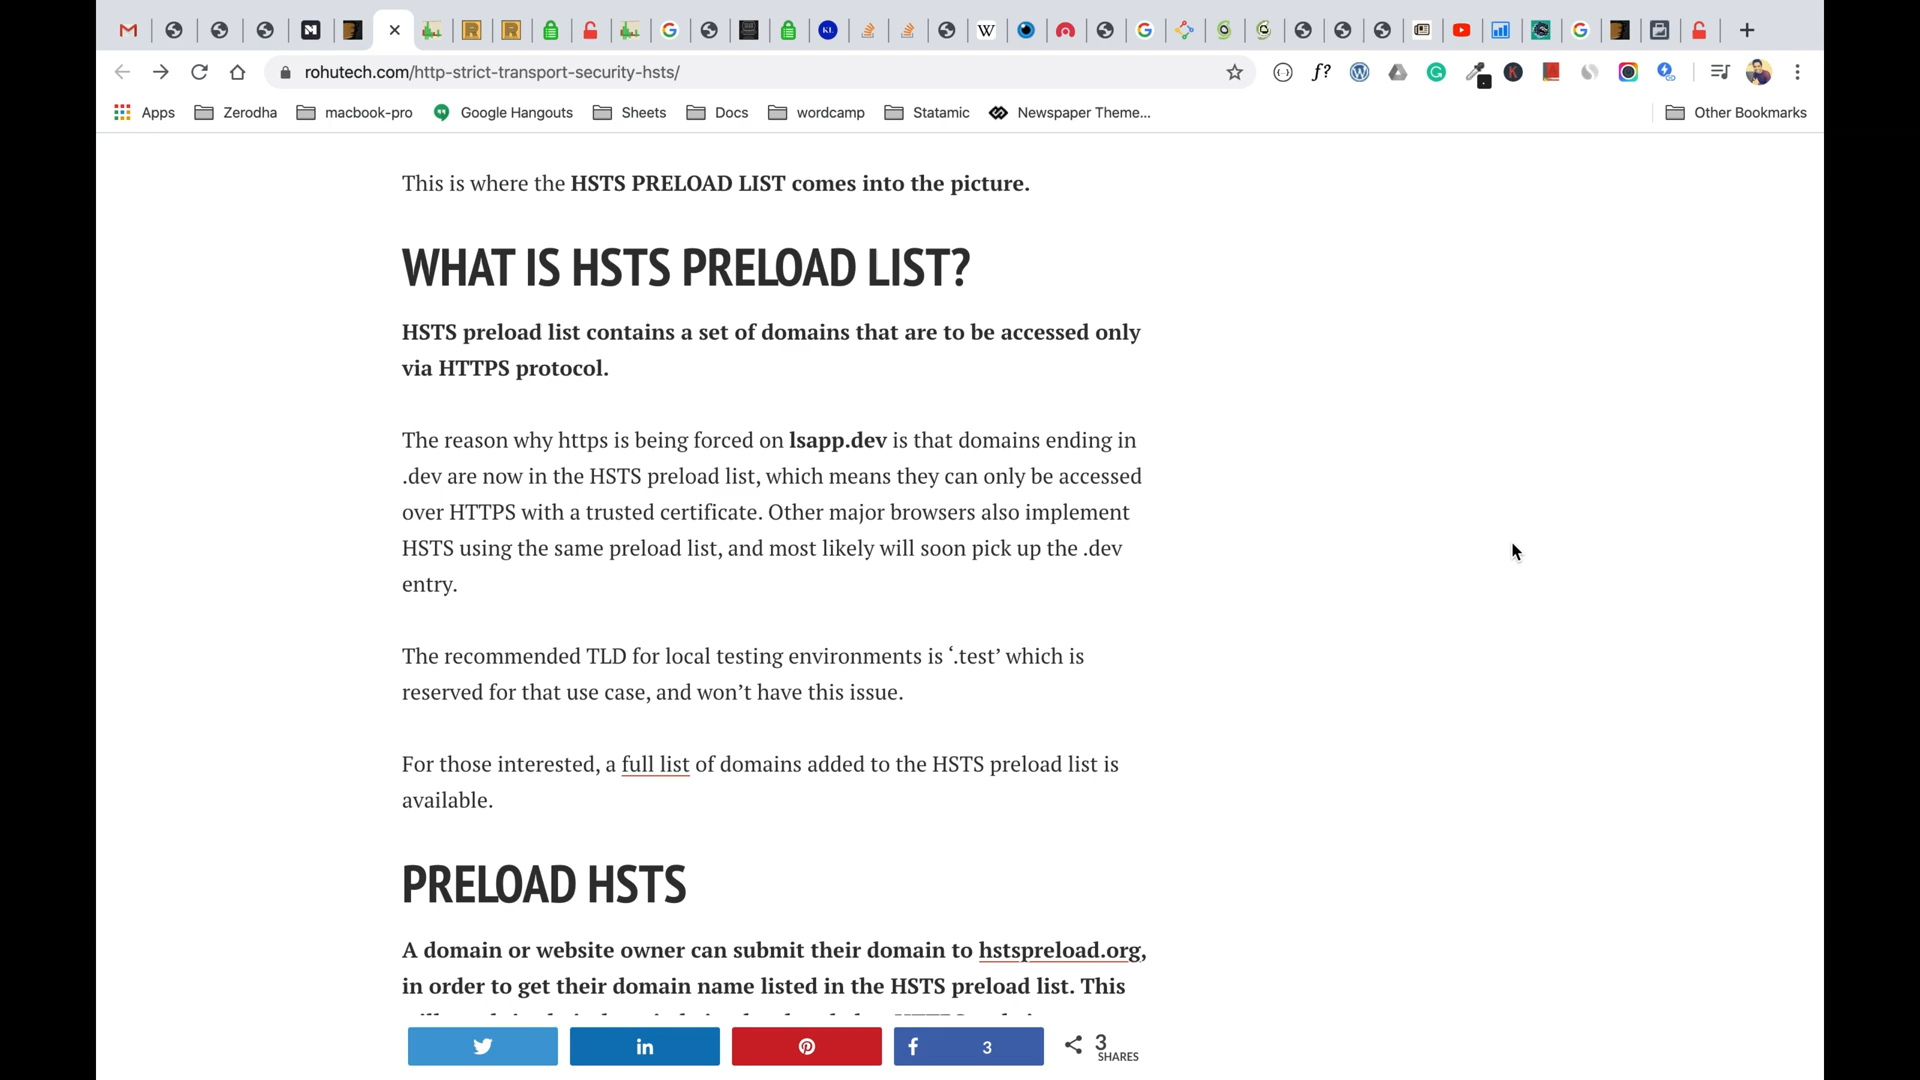 rohutech.com/http-strict-transport-security-hsts/
Apps Zerodha macbook-pro Google Hangouts Sheets Docs wordcamp Statamic Newspaper Theme... Other Bookmarks
This is where the HSTS PRELOAD LIST comes into the picture.
WHAT IS HSTS PRELOAD LIST?
HSTS preload list contains a set of domains that are to be accessed only
via HTTPS protocol.
The reason why https is being forced on lsapp.dev is that domains ending in
.dev are now in the HSTS preload list, which means they can only be accessed
over HTTPS with a trusted certificate. Other major browsers also implement
HSTS using the same preload list, and most likely will soon pick up the .dev
entry.
The recommended TLD for local testing environments is ‘.test’ which is
reserved for that use case, and won’t have this issue.
For those interested, a full list of domains added to the HSTS preload list is
available.
PRELOAD HSTS
A domain or website owner can submit their domain to hstspreload.org,
in order to get their domain name listed in the HSTS preload list. This
3 3
SHARES